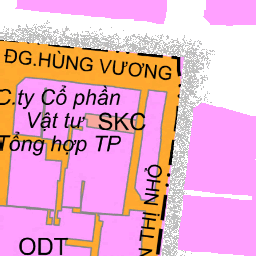 ĐG.HÙNG VƯƠNG
C.ty Cổ phần
Vật tư SKC
Tổng hợp TP
N THỊ NHỎ
ODT